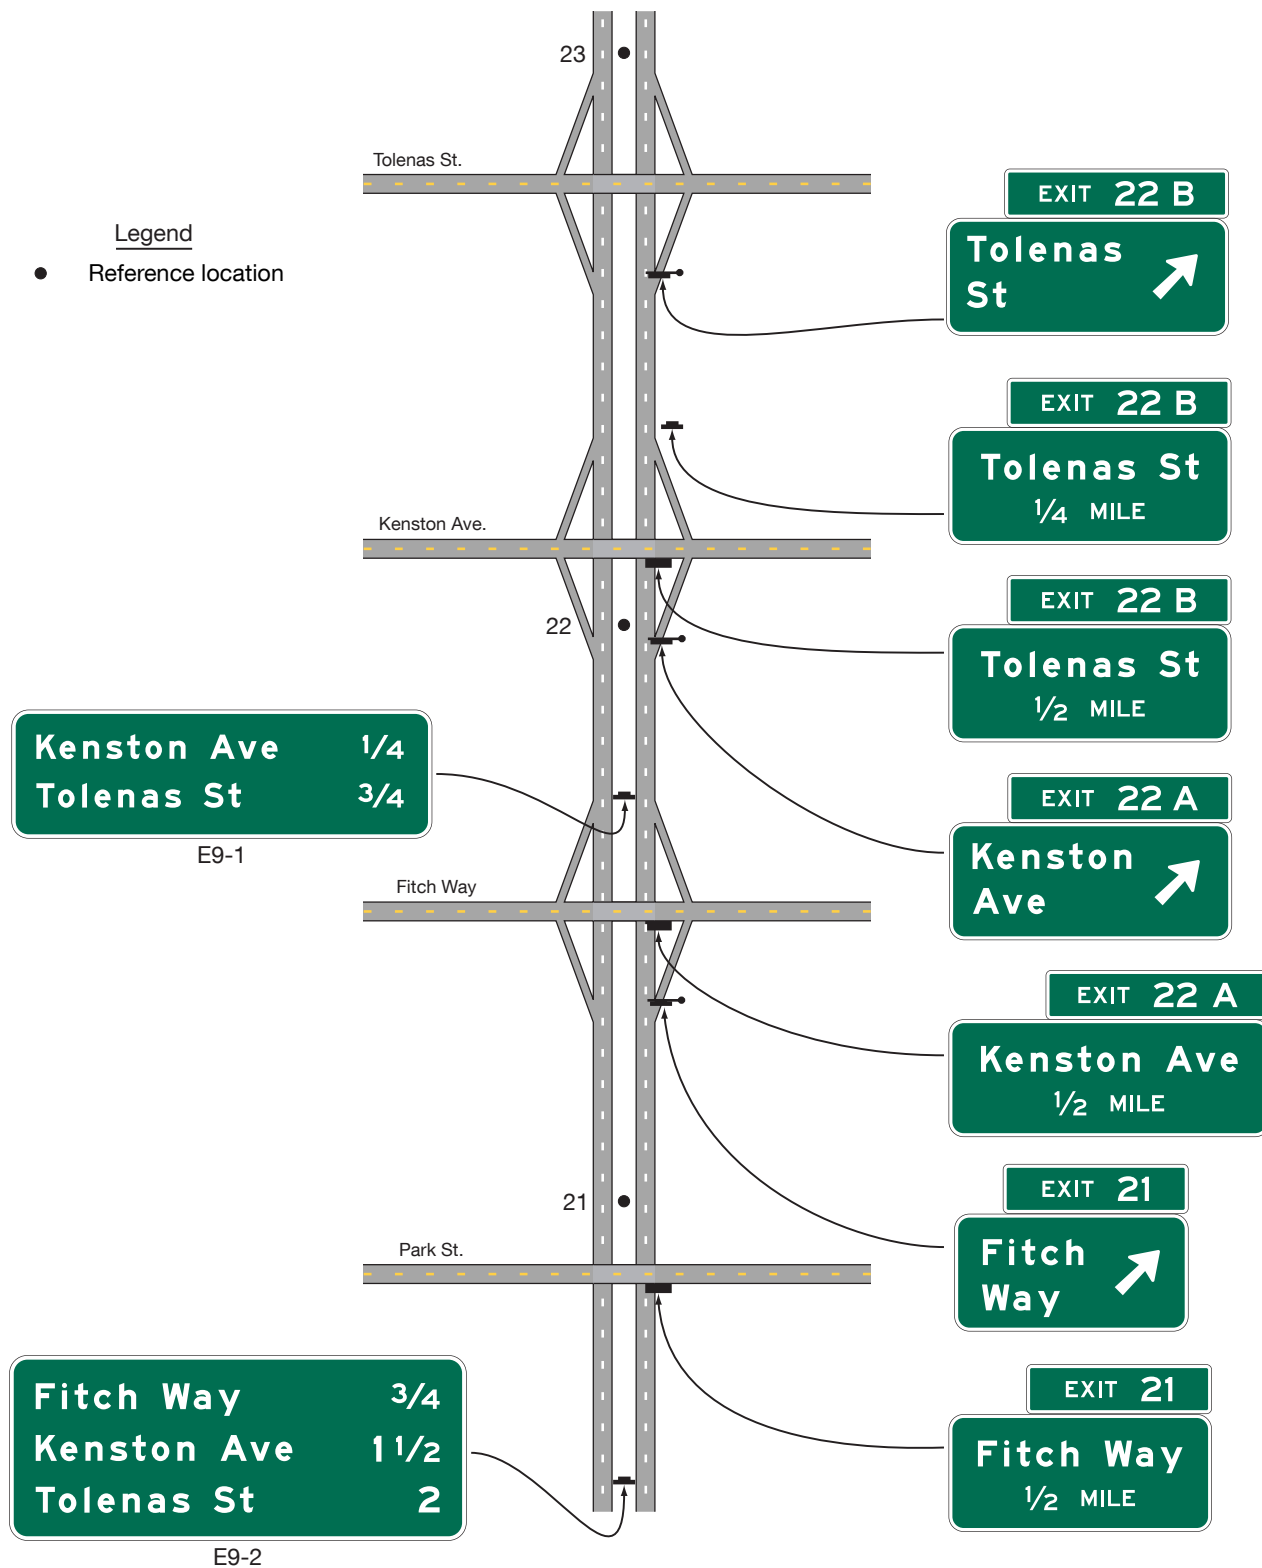 23
Tolenas St.
EXIT 22 B
Tolenas
St
Legend
Reference location
EXIT 22 B
Tolenas St
1/4 MILE
Kenston Ave.
EXIT 22 B
Tolenas St
1/2 MILE
22
Kenston Ave 1/4
Tolenas St 3/4
E9-1
EXIT 22 A
Kenston
Ave
Fitch Way
EXIT 22 A
Kenston Ave
1/2 MILE
21
EXIT 21
Fitch
Way
Park St.
Fitch Way 3/4
Kenston Ave 1 1/2
Tolenas St 2
E9-2
EXIT 21
Fitch Way
1/2 MILE